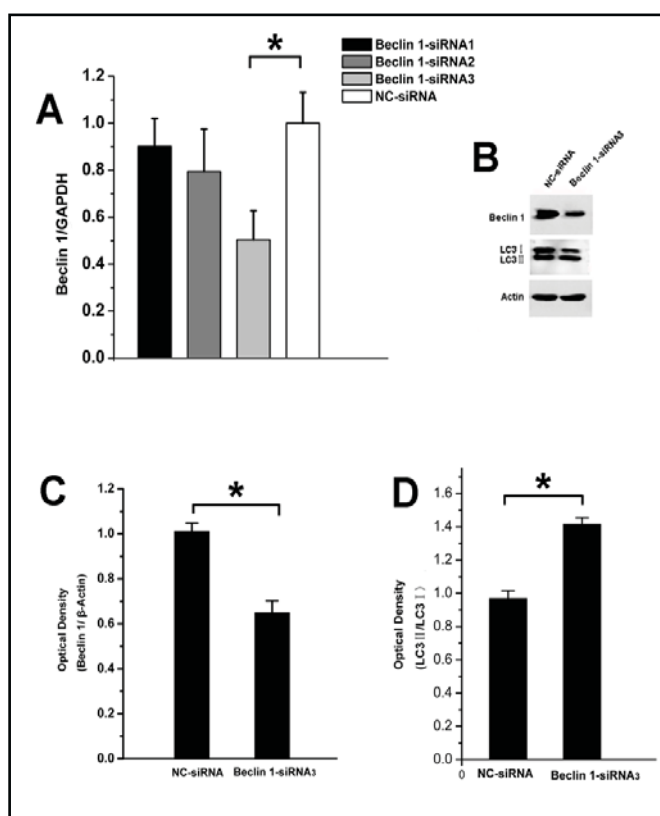 *
Beclin 1-siRNA1
Beclin 1-siRNA2
Beclin 1-siRNA3
NC-siRNA
A
1.2
1.0
0.8
0.6
0.4
0.2
0.0
Beclin 1/GAPDH
B
NC-siRNA
Beclin 1-siRNA3
Beclin 1
LC3 Ⅰ
LC3 Ⅱ
Actin
C
*
1.2
1.0
0.8
0.6
0.4
0.2
0.0
Optical Density
(Beclin 1/ β-Actin)
NC-siRNA
Beclin 1-siRNA3
D
*
1.6
1.4
1.2
1.0
0.8
0.6
0.4
0.2
0.0
0
Optical Density
(LC3 Ⅱ/LC3 Ⅰ)
NC-siRNA
Beclin 1-siRNA3